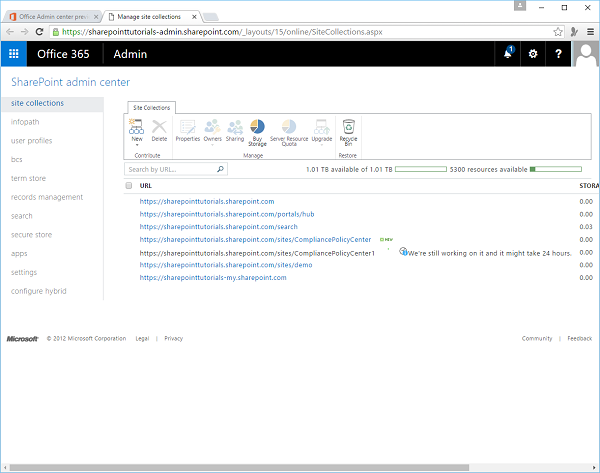 Office Admin center pre
Manage site collections
https://sharepointtutorials-admin.sharepoint.com/_layouts/15/online/SiteCollections.aspx
Office 365
Admin
1
?
SharePoint admin center
site collections
infopath
user profiles
bcs
term store
records management
search
secure store
apps
settings
configure hybrid
Site Collections
New
Delete
Properties
Owners
Sharing
Buy Storage
Server Resource Quota
Upgrade
Recycle Bin
Contribute
Manage
Restore
Search by URL...
1.01 TB available of 1.01 TB
5300 resources available
URL
STORA
https://sharepointtutorials.sharepoint.com
0.00
https://sharepointtutorials.sharepoint.com/portals/hub
0.00
https://sharepointtutorials.sharepoint.com/search
0.03
https://sharepointtutorials.sharepoint.com/sites/CompliancePolicyCenter
NEW
0.00
https://sharepointtutorials.sharepoint.com/sites/CompliancePolicyCenter1
We're still working on it and it might take 24 hours.
0.00
https://sharepointtutorials.sharepoint.com/sites/demo
0.00
https://sharepointtutorials-my.sharepoint.com
0.00
Microsoft
© 2012 Microsoft Corporation
Legal
|
Privacy
Community
|
Feedback